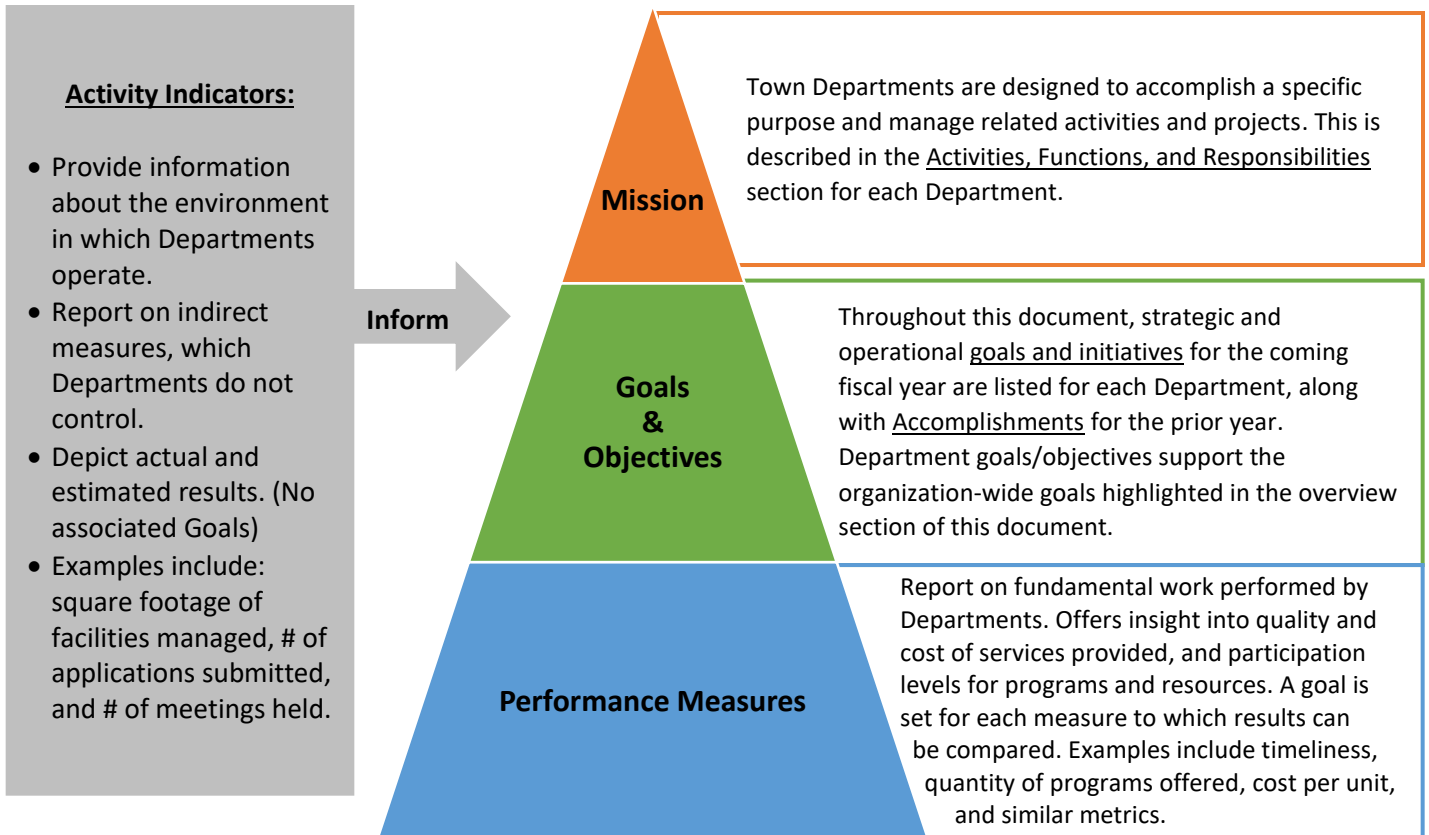 Activity Indicators:
• Provide information
about the environment
in which Departments
operate.
• Report on indirect
measures, which
Departments do not
control.
• Depict actual and
estimated results. (No
associated Goals)
• Examples include:
square footage of
facilities managed, # of
applications submitted,
and # of meetings held.
Inform
Mission
Town Departments are designed to accomplish a specific
purpose and manage related activities and projects. This is
described in the Activities, Functions, and Responsibilities
section for each Department.
Goals
&
Objectives
Throughout this document, strategic and
operational goals and initiatives for the coming
fiscal year are listed for each Department, along
with Accomplishments for the prior year.
Department goals/objectives support the
organization-wide goals highlighted in the overview
section of this document.
Performance Measures
Report on fundamental work performed by
Departments. Offers insight into quality and
cost of services provided, and participation
levels for programs and resources. A goal is
set for each measure to which results can
be compared. Examples include timeliness,
quantity of programs offered, cost per unit,
and similar metrics.